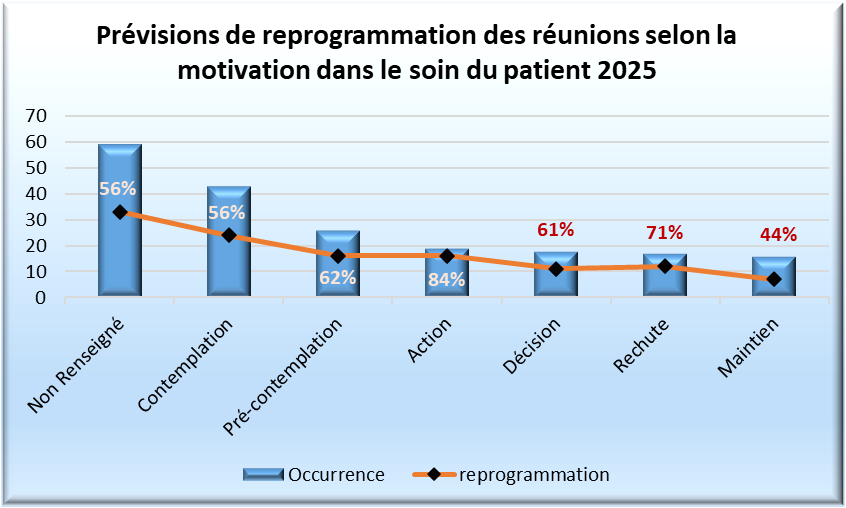 Prévisions de reprogrammation des réunions selon la
motivation dans le soin du patient 2025
70
60
50
40
30
20
10
0
56%
56%
62%
84%
61%
71%
44%
Non Renseigné
Contemplation
Pré-contemplation
Action
Décision
Rechute
Maintien
Occurrence
reprogrammation